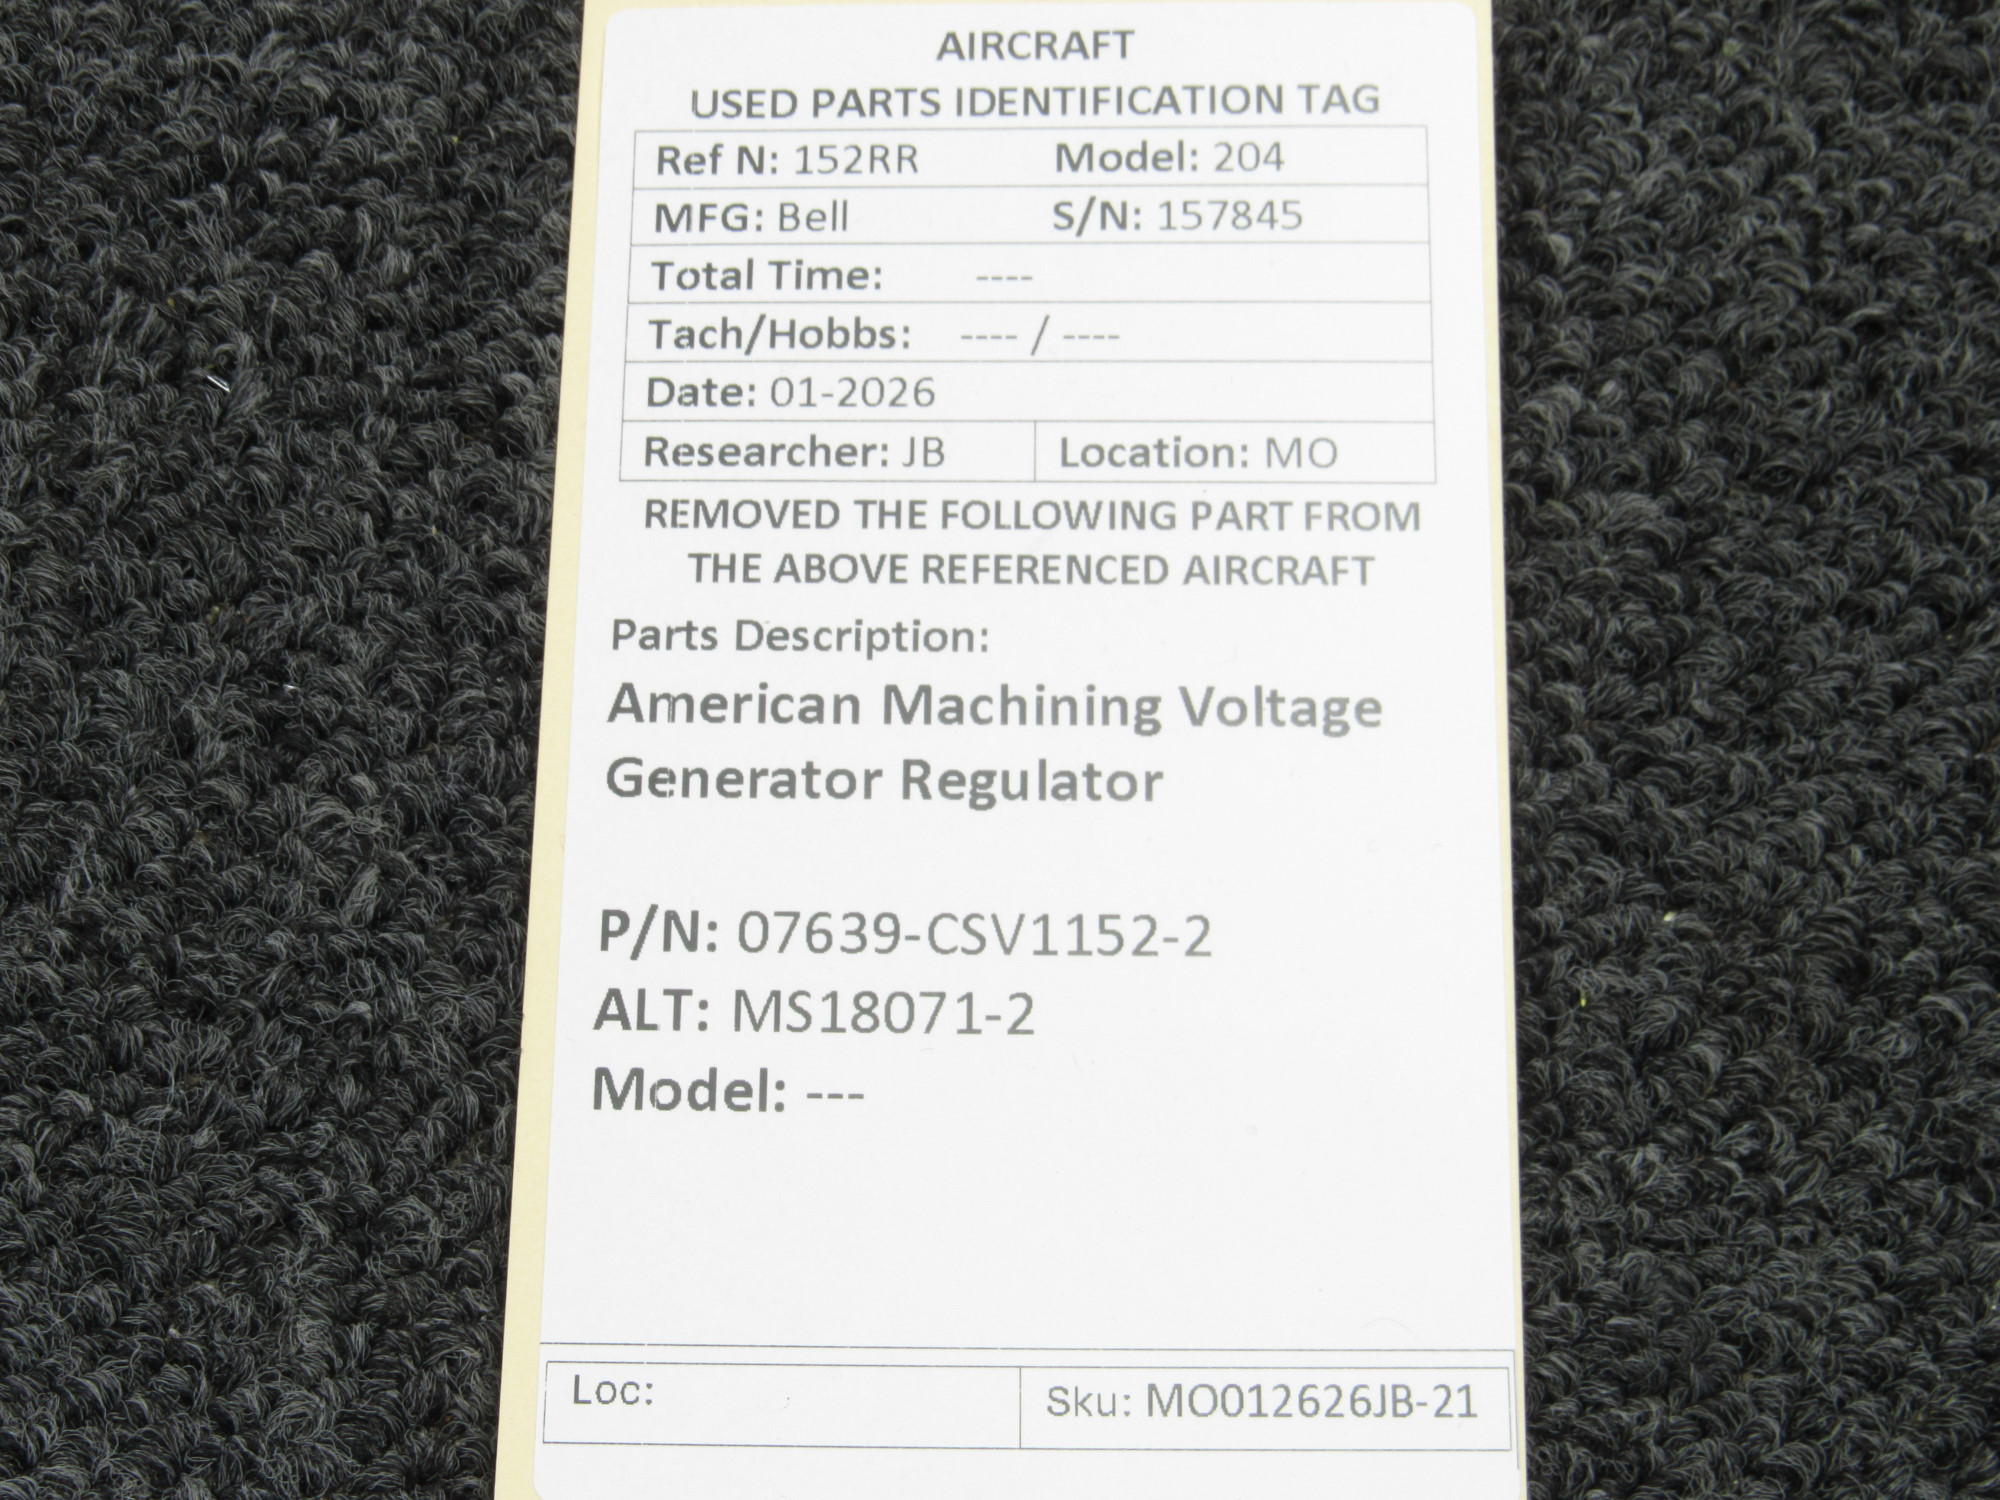 AIRCRAFT
USED PARTS IDENTIFICATION TAG
Ref N: 152RR Model: 204
MFG: Bell S/N: 157845
Total Time: ----
Tach/Hobbs: ---- / ----
Date: 01-2026
Researcher: JB Location: MO
REMOVED THE FOLLOWING PART FROM
THE ABOVE REFERENCED AIRCRAFT
Parts Description:
American Machining Voltage
Generator Regulator
P/N: 07639-CSV1152-2
ALT: MS18071-2
Model: ---
Loc: Sku: MO012626JB-21